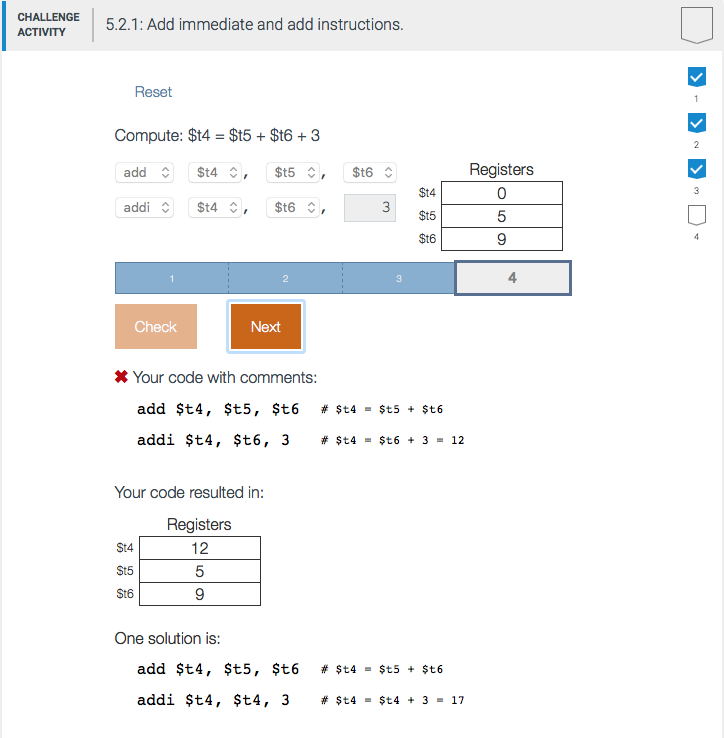 CHALLENGE ACTIVITY
5.2.1: Add immediate and add instructions.
1
2
3
4
Reset
Compute: $t4 = $t5 + $t6 + 3
add $t4 , $t5 , $t6
addi $t4 , $t6 , 3
Registers
$t4 0
$t5 5
$t6 9
1 2 3 4
Check Next
✖ Your code with comments:
add $t4, $t5, $t6 # $t4 = $t5 + $t6
addi $t4, $t6, 3 # $t4 = $t6 + 3 = 12
Your code resulted in:
Registers
$t4 12
$t5 5
$t6 9
One solution is:
add $t4, $t5, $t6 # $t4 = $t5 + $t6
addi $t4, $t4, 3 # $t4 = $t4 + 3 = 17